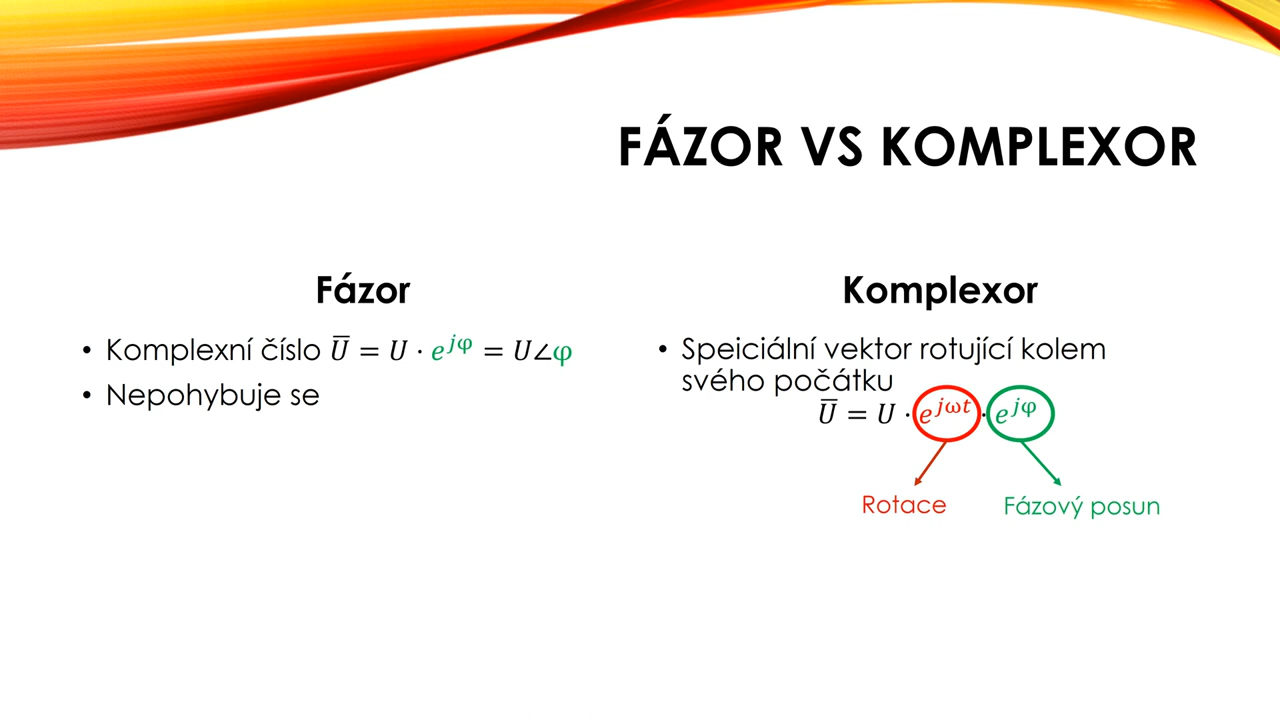 FÁZOR VS KOMPLEXOR
Fázor
• Komplexní číslo U̅ = U · e^{jφ} = U∠φ
• Nepohybuje se
Komplexor
• Speiciální vektor rotující kolem
svého počátku
U̅ = U · e^{jωt} · e^{jφ}
Rotace
Fázový posun